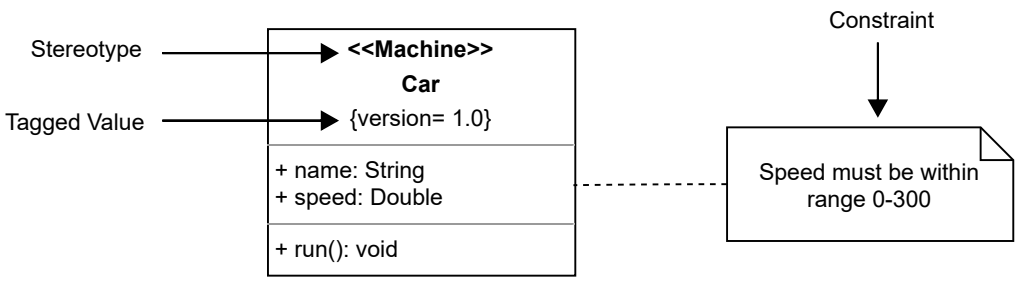 Constraint
Stereotype
<<Machine>>
Car
Tagged Value
{version= 1.0}
+ name: String
+ speed: Double
+ run(): void
Speed must be within
range 0-300